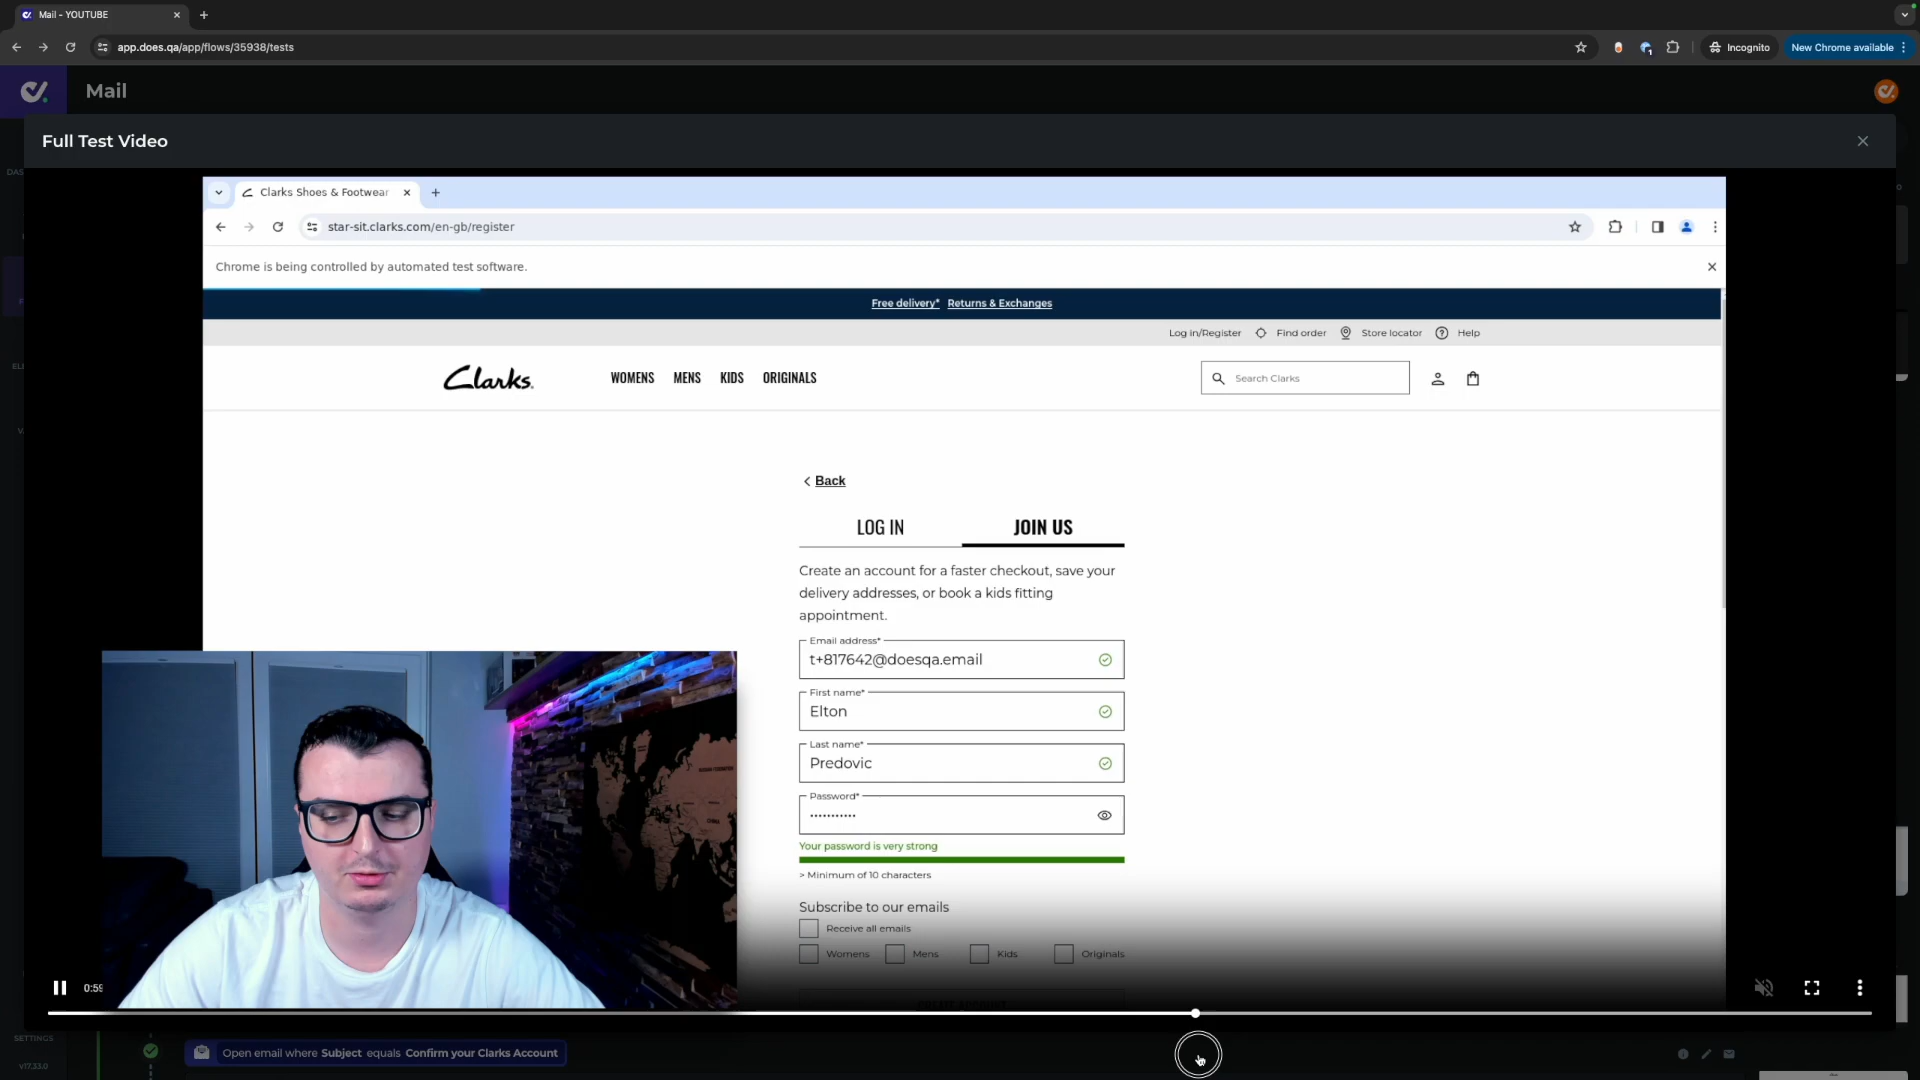 Mail - YOUTUBE
app.does.qa/app/flows/35938/tests
Incognito
New Chrome available
Mail
Full Test Video
Clarks Shoes & Footwear
star-sit.clarks.com/en-gb/register
Chrome is being controlled by automated test software.
Free delivery* Returns & Exchanges
Log In/Register Find order Store locator Help
Clarks. WOMENS MENS KIDS ORIGINALS Search Clarks
Back
LOG IN JOIN US
Create an account for a faster checkout, save your
delivery addresses, or book a kids fitting
appointment.
Email address*
t+817642@doesqa.email
First name*
Elton
Last name*
Predovic
Password*
Your password is very strong
> Minimum of 10 characters
Subscribe to our emails
Receive all emails
Womens Mens Kids Originals
0:59
SETTINGS
Open email where Subject equals Confirm your Clarks Account
v17.33.0